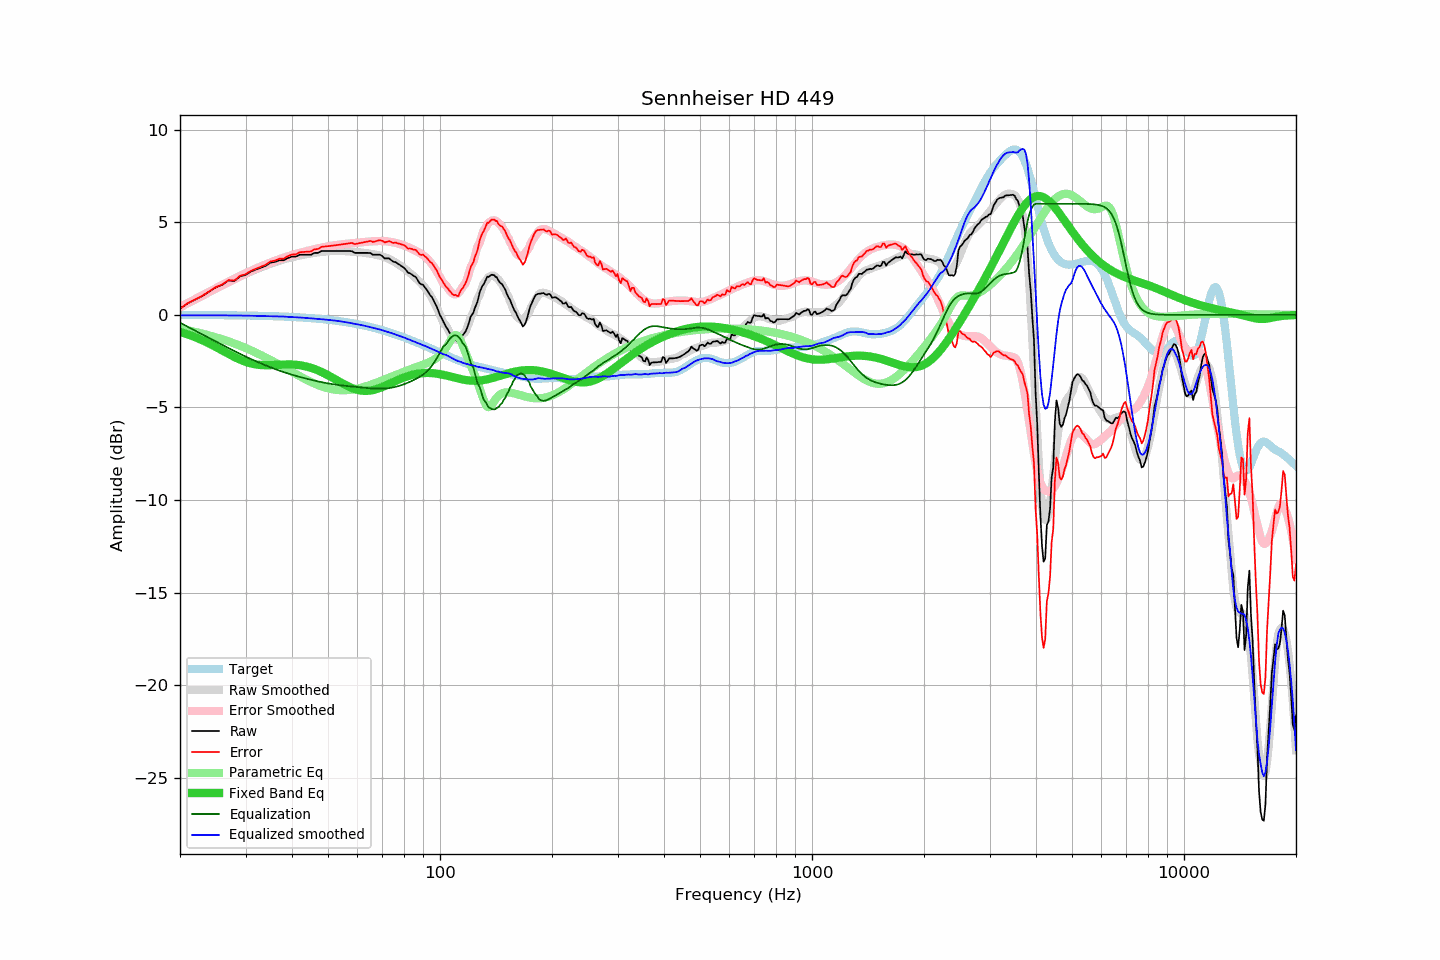 Sennheiser HD 449
10
5
0
−5
−10
−15
−20
−25
Amplitude (dBr)
Target
Raw Smoothed
Error Smoothed
Raw
Error
Parametric Eq
Fixed Band Eq
Equalization
Equalized smoothed
100
1000
10000
Frequency (Hz)